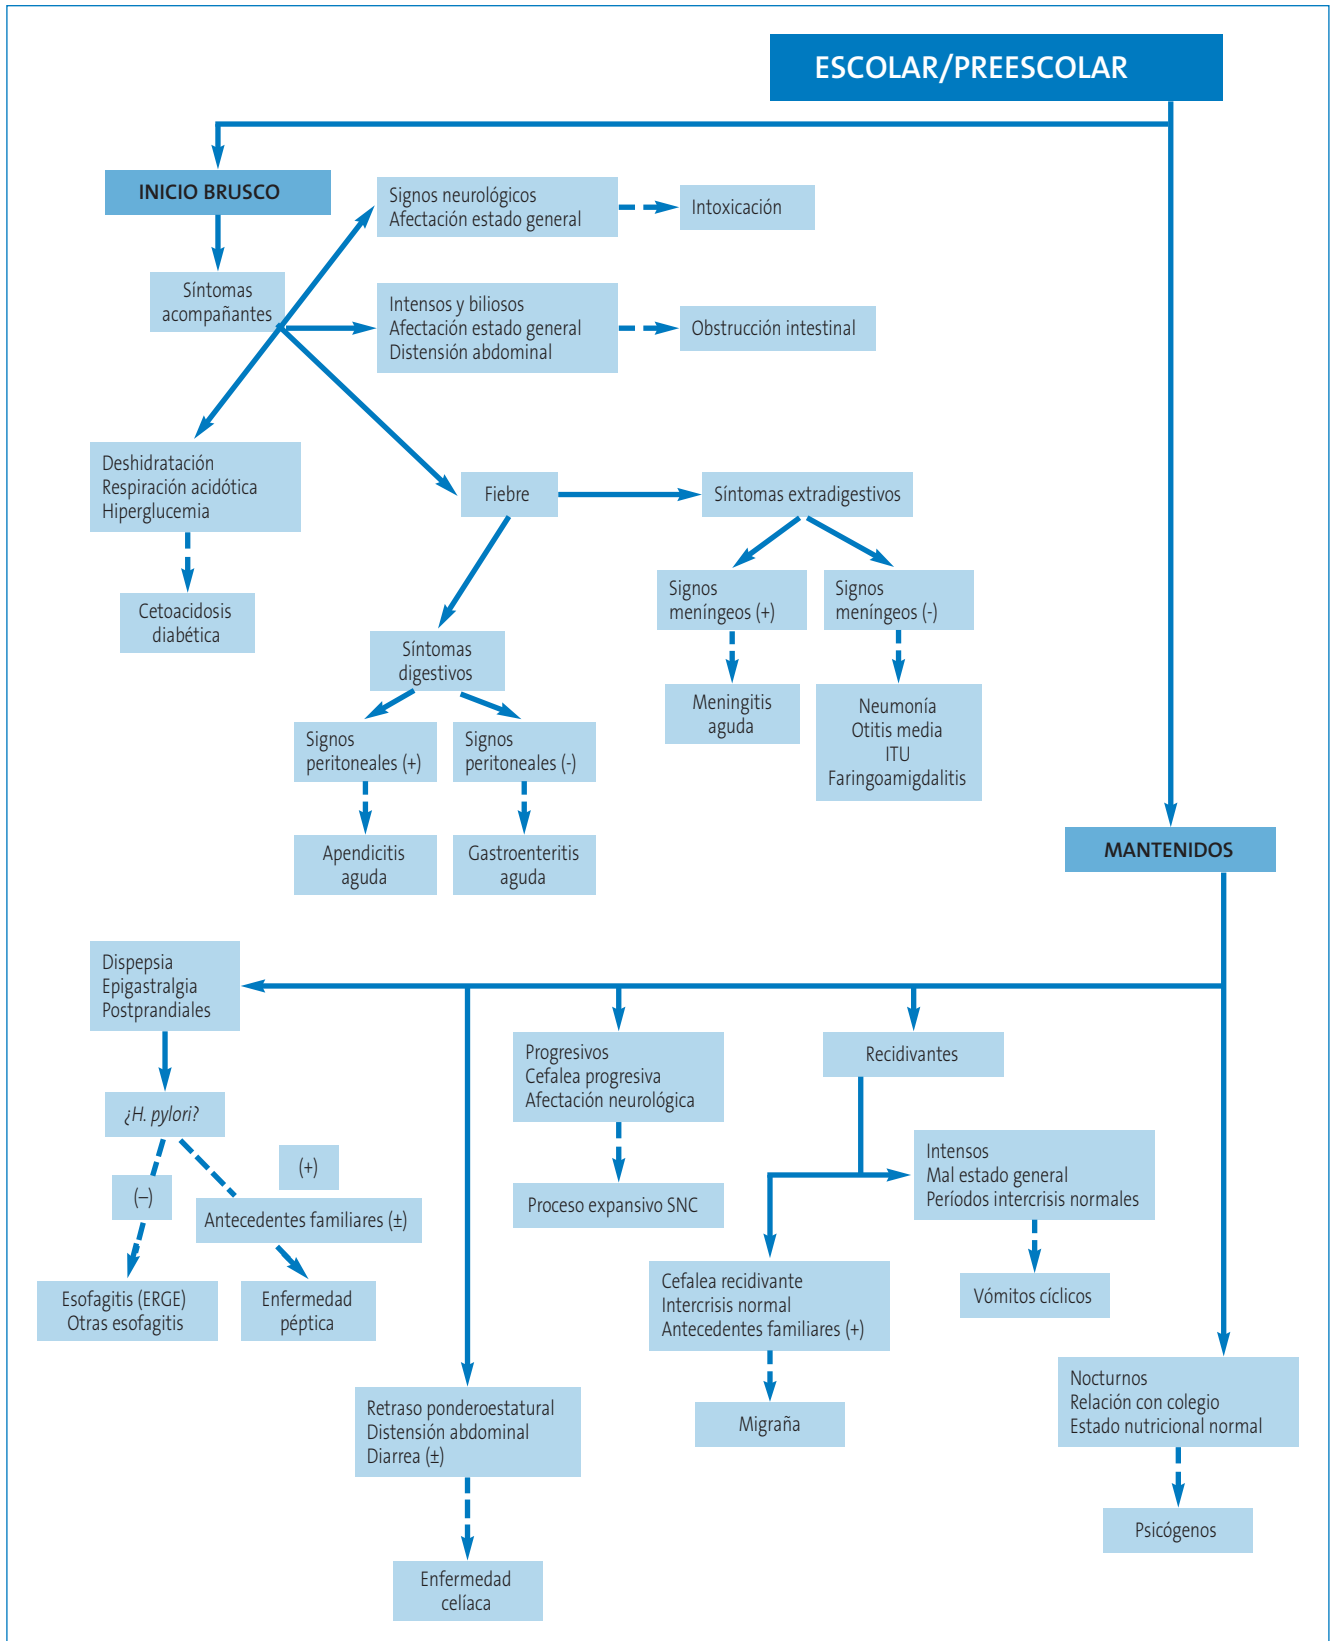 ESCOLAR/PREESCOLAR
INICIO BRUSCO
Síntomas
acompañantes
Signos neurológicos
Afectación estado general
Intoxicación
Intensos y biliosos
Afectación estado general
Distensión abdominal
Obstrucción intestinal
Deshidratación
Respiración acidótica
Hiperglucemia
Cetoacidosis
diabética
Fiebre
Síntomas extradigestivos
Signos
meníngeos (+)
Signos
meníngeos (-)
Meningitis
aguda
Neumonía
Otitis media
ITU
Faringoamigdalitis
Síntomas
digestivos
Signos
peritoneales (+)
Signos
peritoneales (-)
Apendicitis
aguda
Gastroenteritis
aguda
MANTENIDOS
Dispepsia
Epigastralgia
Postprandiales
¿H. pylori?
(–)
(+)
Antecedentes familiares (±)
Esofagitis (ERGE)
Otras esofagitis
Enfermedad
péptica
Retraso ponderoestatural
Distensión abdominal
Diarrea (±)
Enfermedad
celíaca
Progresivos
Cefalea progresiva
Afectación neurológica
Proceso expansivo SNC
Recidivantes
Intensos
Mal estado general
Períodos intercrisis normales
Vómitos cíclicos
Cefalea recidivante
Intercrisis normal
Antecedentes familiares (+)
Migraña
Nocturnos
Relación con colegio
Estado nutricional normal
Psicógenos